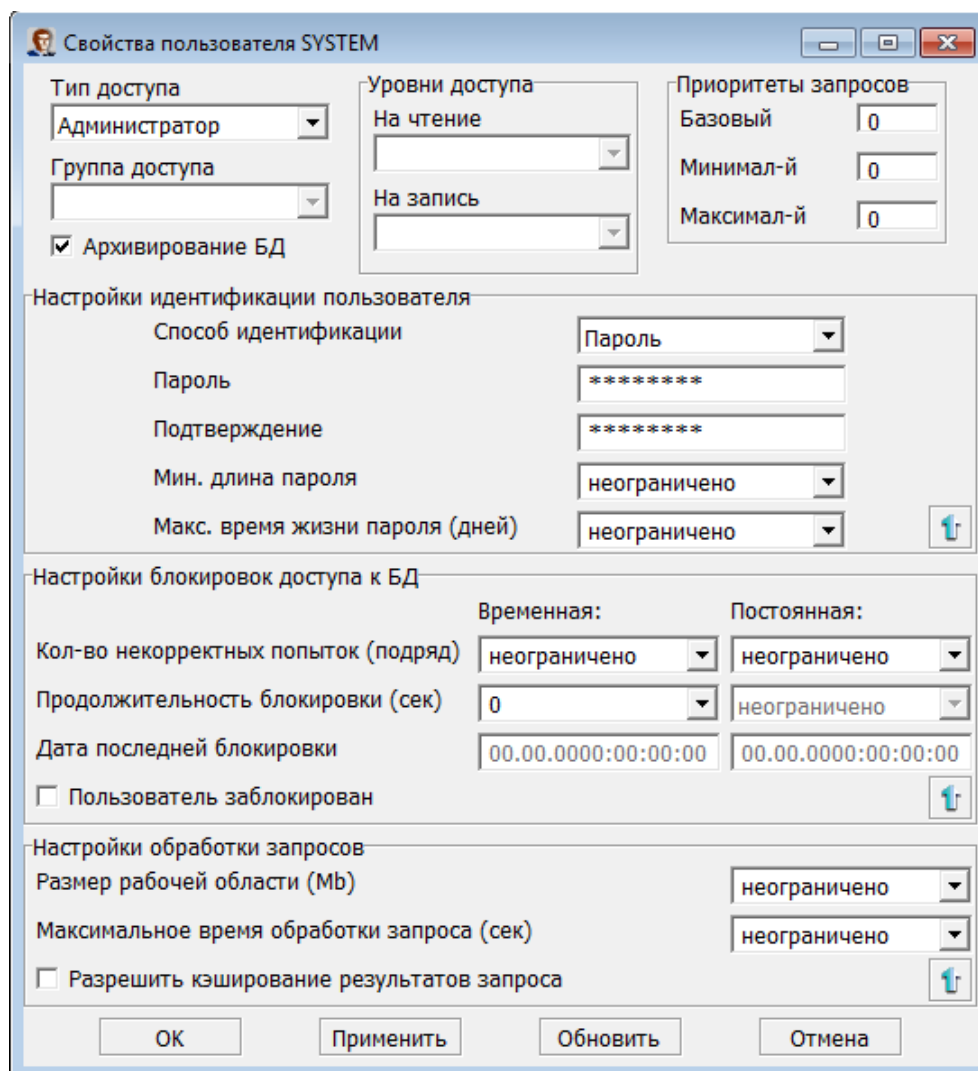 Свойства пользователя SYSTEM
Тип доступа
Администратор
Группа доступа
Архивирование БД
Уровни доступа
На чтение
На запись
Приоритеты запросов
Базовый 0
Минимал-й 0
Максимал-й 0
Настройки идентификации пользователя
Способ идентификации Пароль
Пароль ********
Подтверждение ********
Мин. длина пароля неограничено
Макс. время жизни пароля (дней) неограничено
Настройки блокировок доступа к БД
Временная: Постоянная:
Кол-во некорректных попыток (подряд) неограничено неограничено
Продолжительность блокировки (сек) 0 неограничено
Дата последней блокировки 00.00.0000:00:00:00 00.00.0000:00:00:00
Пользователь заблокирован
Настройки обработки запросов
Размер рабочей области (Mb) неограничено
Максимальное время обработки запроса (сек) неограничено
Разрешить кэширование результатов запроса
OK Применить Обновить Отмена